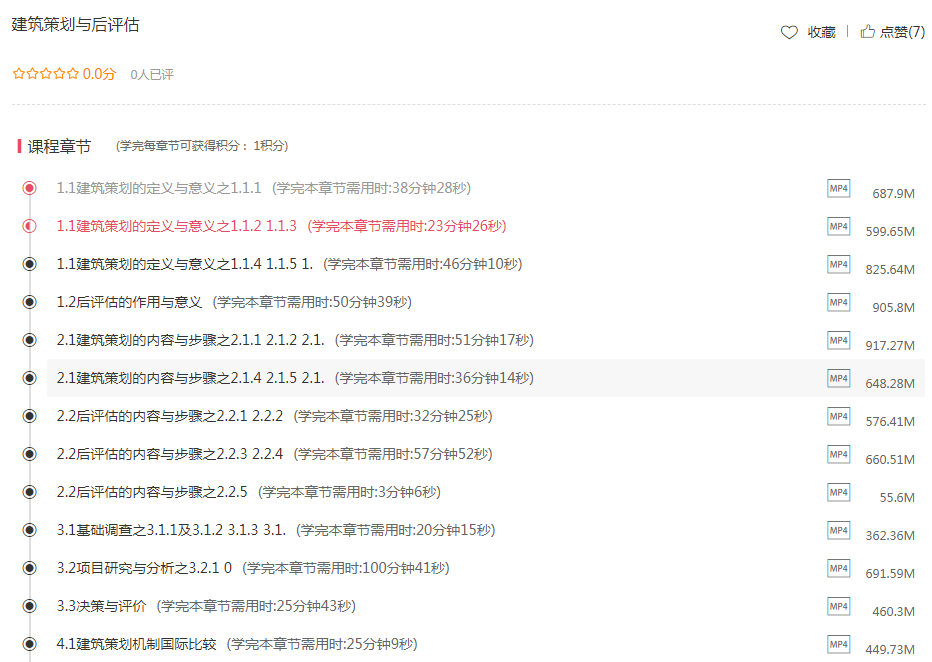 建筑策划与后评估
收藏 点赞(7)
0.0分 0人已评
课程章节 (学完每章节可获得积分：1积分)
1.1建筑策划的定义与意义之1.1.1 (学完本章节需用时:38分钟28秒) MP4 687.9M
1.1建筑策划的定义与意义之1.1.2 1.1.3 (学完本章节需用时:23分钟26秒) MP4 599.65M
1.1建筑策划的定义与意义之1.1.4 1.1.5 1. (学完本章节需用时:46分钟10秒) MP4 825.64M
1.2后评估的作用与意义 (学完本章节需用时:50分钟39秒) MP4 905.8M
2.1建筑策划的内容与步骤之2.1.1 2.1.2 2.1. (学完本章节需用时:51分钟17秒) MP4 917.27M
2.1建筑策划的内容与步骤之2.1.4 2.1.5 2.1. (学完本章节需用时:36分钟14秒) MP4 648.28M
2.2后评估的内容与步骤之2.2.1 2.2.2 (学完本章节需用时:32分钟25秒) MP4 576.41M
2.2后评估的内容与步骤之2.2.3 2.2.4 (学完本章节需用时:57分钟52秒) MP4 660.51M
2.2后评估的内容与步骤之2.2.5 (学完本章节需用时:3分钟6秒) MP4 55.6M
3.1基础调查之3.1.1及3.1.2 3.1.3 3.1. (学完本章节需用时:20分钟15秒) MP4 362.36M
3.2项目研究与分析之3.2.1 0 (学完本章节需用时:100分钟41秒) MP4 691.59M
3.3决策与评价 (学完本章节需用时:25分钟43秒) MP4 460.3M
4.1建筑策划机制国际比较 (学完本章节需用时:25分钟9秒) MP4 449.73M